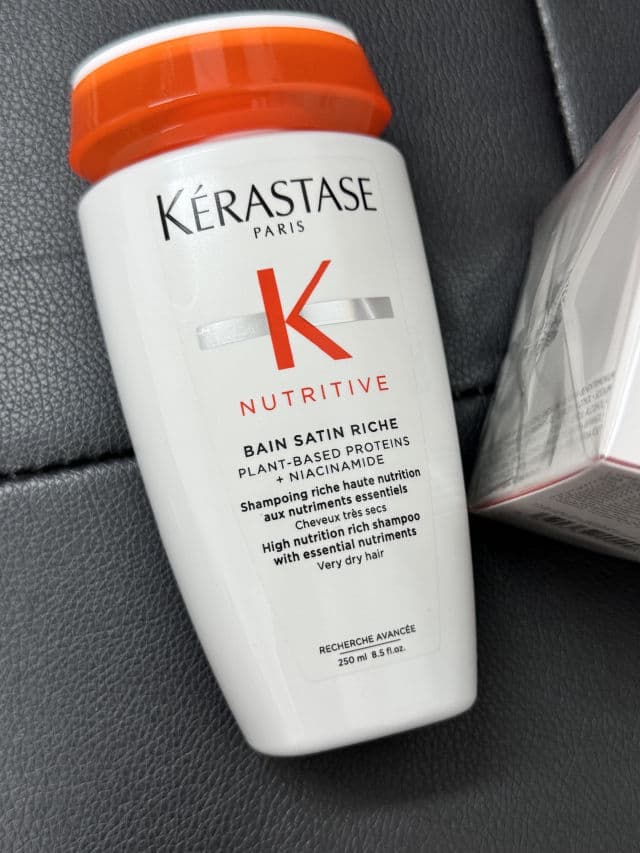 KÉRASTASE
PARIS
K
NUTRITIVE
BAIN SATIN RICHE
PLANT-BASED PROTEINS
+ NIACINAMIDE
Shampoing riche haute nutrition
aux nutriments essentiels
Cheveux très secs
High nutrition rich shampoo
with essential nutriments
Very dry hair
RECHERCHE AVANCÉE
250 ml 8.5 fl.oz.